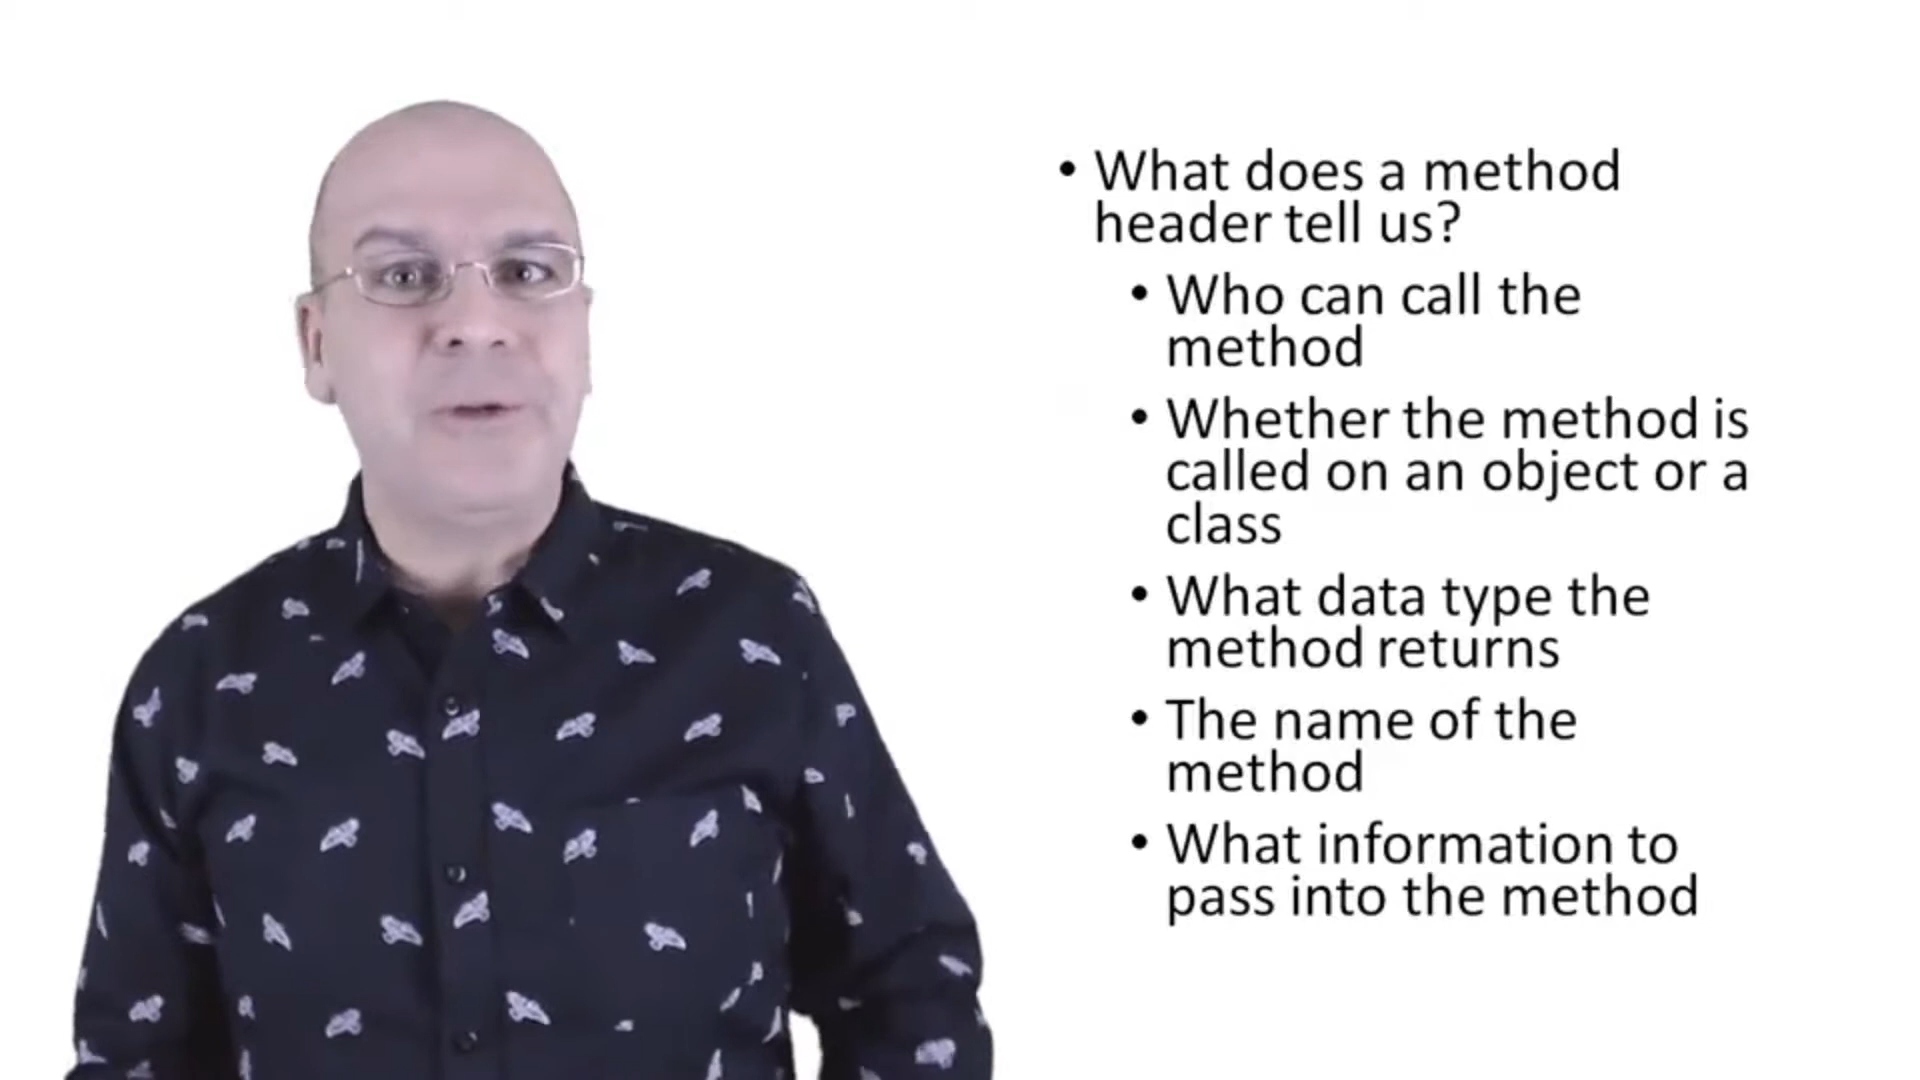 • What does a method
header tell us?
• Who can call the
method
• Whether the method is
called on an object or a
class
• What data type the
method returns
• The name of the
method
• What information to
pass into the method